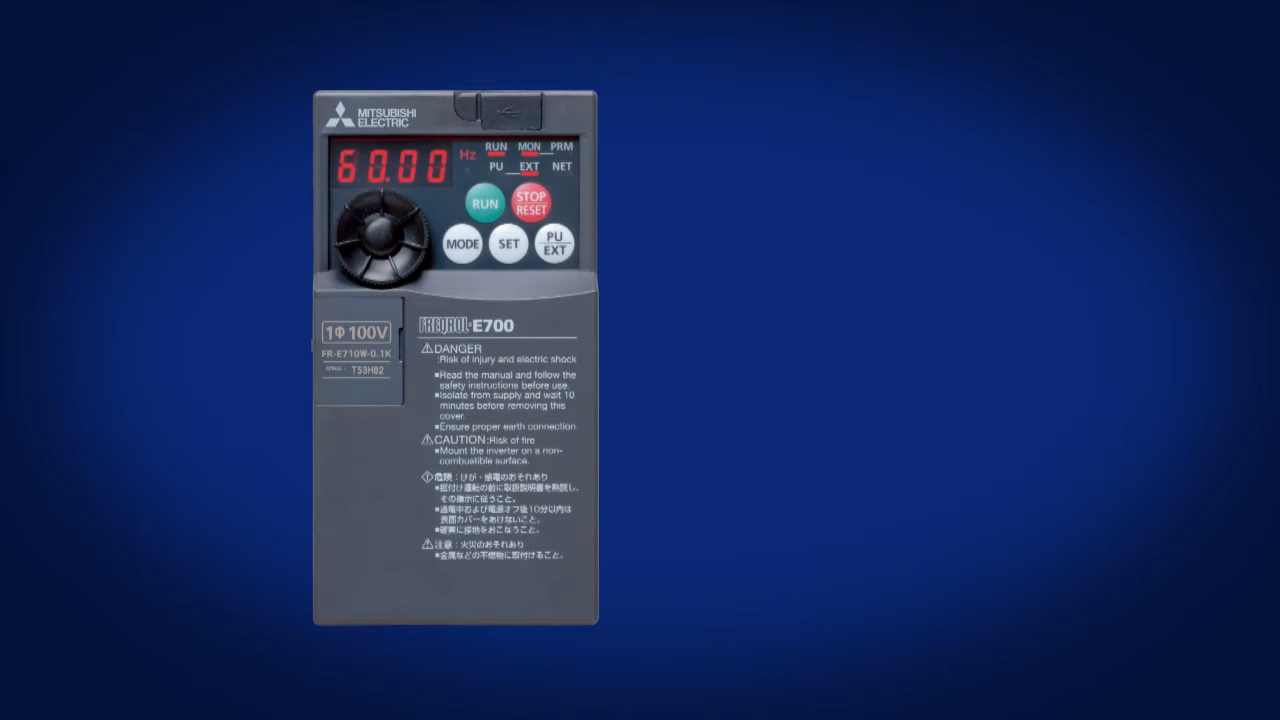 MITSUBISHI
ELECTRIC
60.00
Hz
RUN MON PRM
PU EXT NET
RUN
STOP
RESET
MODE
SET
PU
EXT
1Φ 100V
FR-E710W-0.1K
SERIAL : T53H82
FREQROL-E700
DANGER
:Risk of injury and electric shock
Read the manual and follow the
safety instructions before use.
Isolate from supply and wait 10
minutes before removing this
cover.
Ensure proper earth connection.
CAUTION:Risk of fire
Mount the inverter on a non-
combustible surface.
危険：けが・感電のおそれあり
据付け運転の前に取扱説明書を熟読し、
その指示に従うこと。
通電中および電源オフ後10分以内は
表面カバーをあけないこと。
確実に接地をおこなうこと。
注意：火災のおそれあり
金属などの不燃物に取付けること。